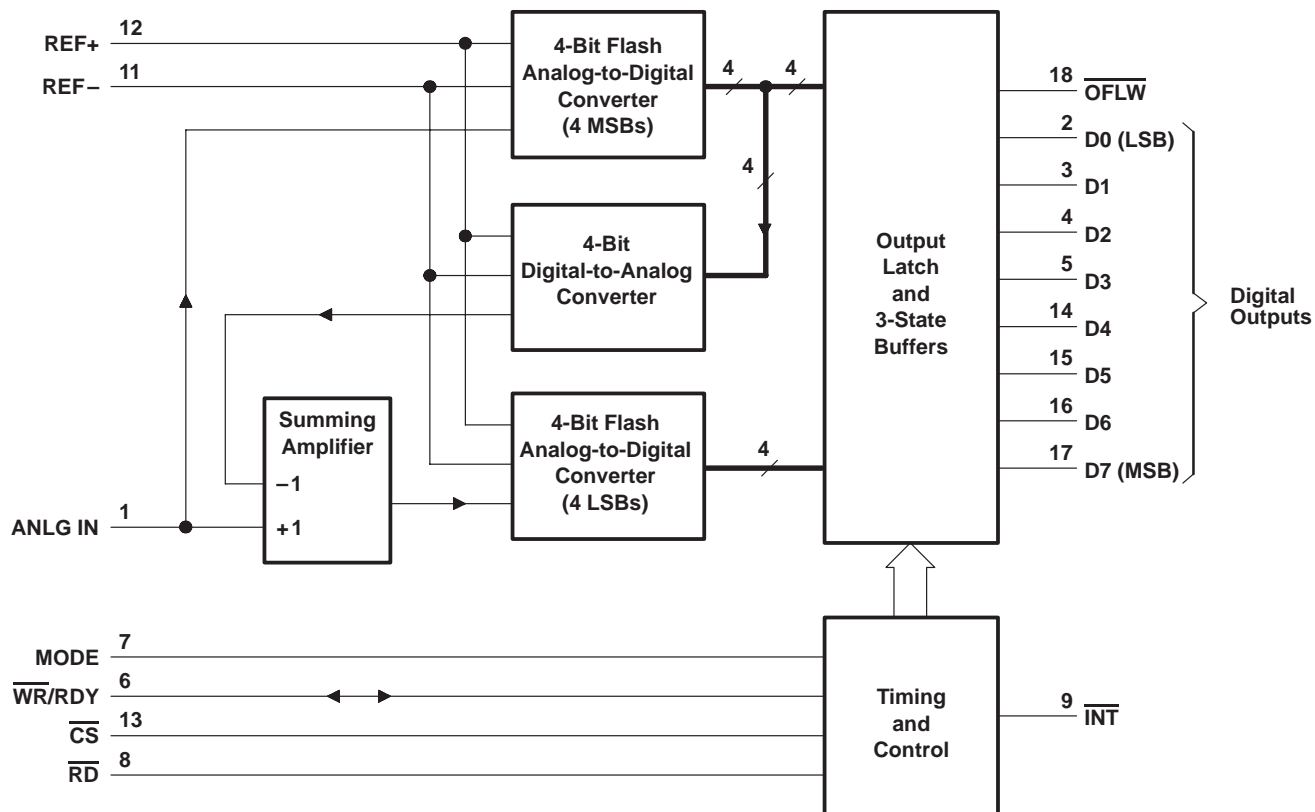 REF+ 12
REF– 11
4-Bit Flash
Analog-to-Digital
Converter
(4 MSBs)
4
4
4
4-Bit
Digital-to-Analog
Converter
Summing
Amplifier
–1
+1
4-Bit Flash
Analog-to-Digital
Converter
(4 LSBs)
4
ANLG IN 1
Output
Latch
and
3-State
Buffers
18 OFLW
2 D0 (LSB)
3 D1
4 D2
5 D3
14 D4
15 D5
16 D6
17 D7 (MSB)
Digital
Outputs
MODE 7
WR/RDY 6
CS 13
RD 8
Timing
and
Control
9 INT